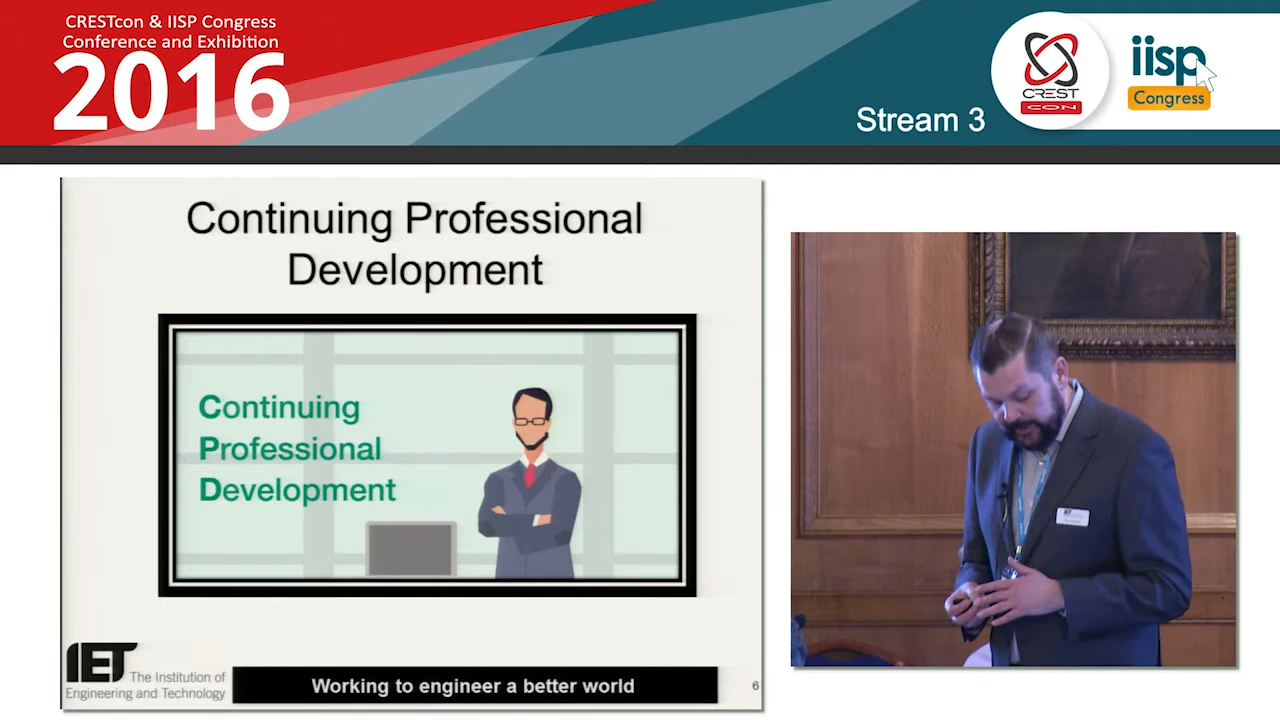 CRESTcon & IISP Congress
Conference and Exhibition
2016
Stream 3
CREST
CON
iisp
Congress
Continuing Professional
Development
Continuing
Professional
Development
IET The Institution of
Engineering and Technology
Working to engineer a better world
6
IET